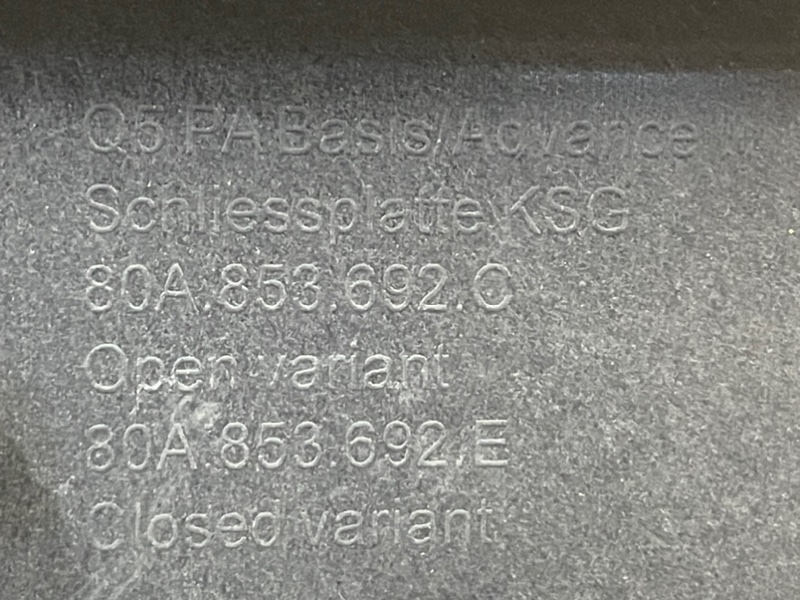 Q5 PA Basis/Advance
Schliessplatte KSG
80A.853.692.C
Open variant
80A.853.692.E
Closed variant